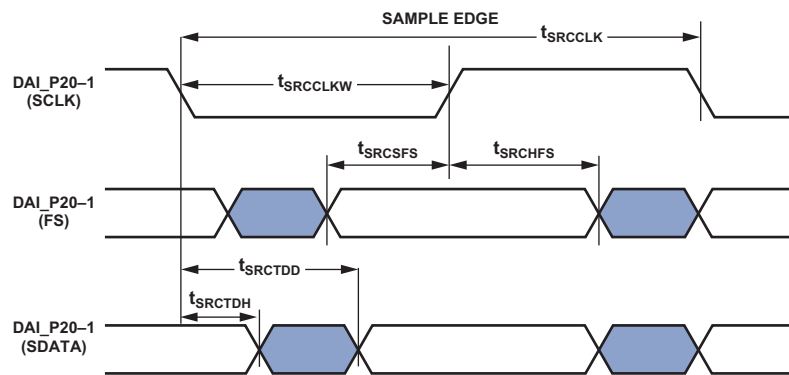 SAMPLE EDGE
tSRCCLK
DAI_P20–1
(SCLK)
tSRCCLKW
tSRCSFS
tSRCHFS
DAI_P20–1
(FS)
tSRCTDD
tSRCTDH
DAI_P20–1
(SDATA)